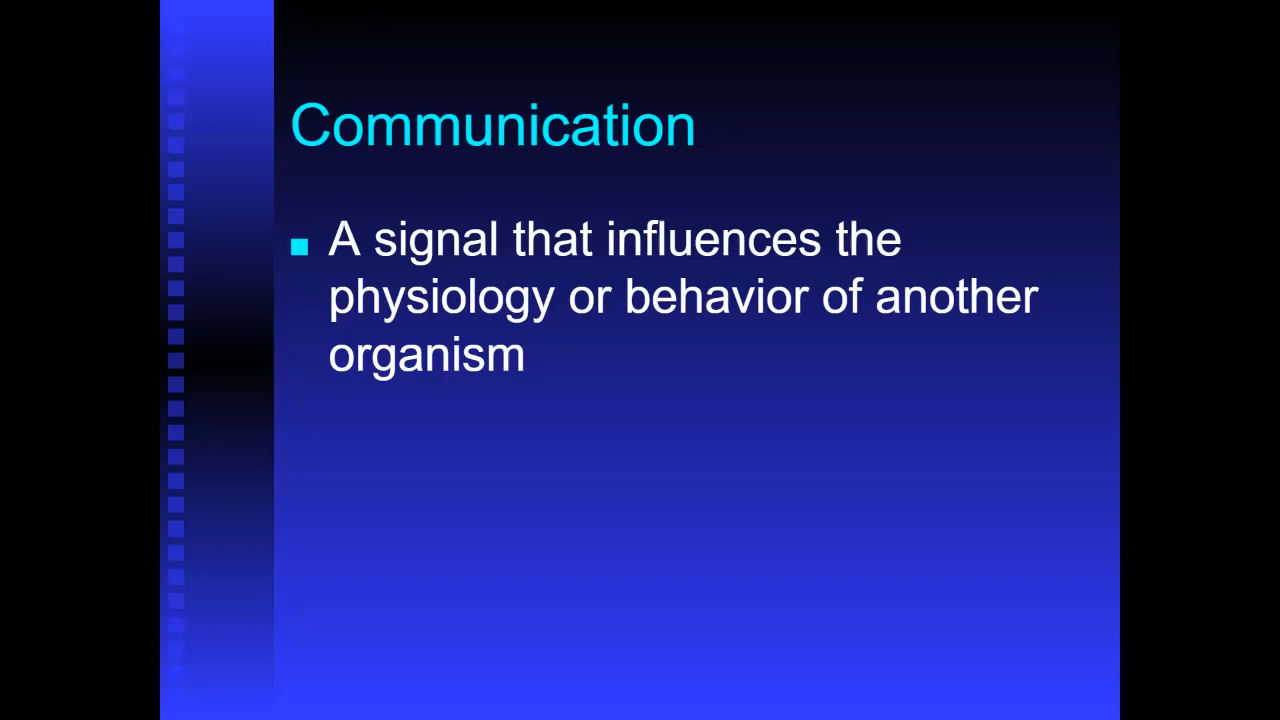 Communication
A signal that influences the
physiology or behavior of another
organism